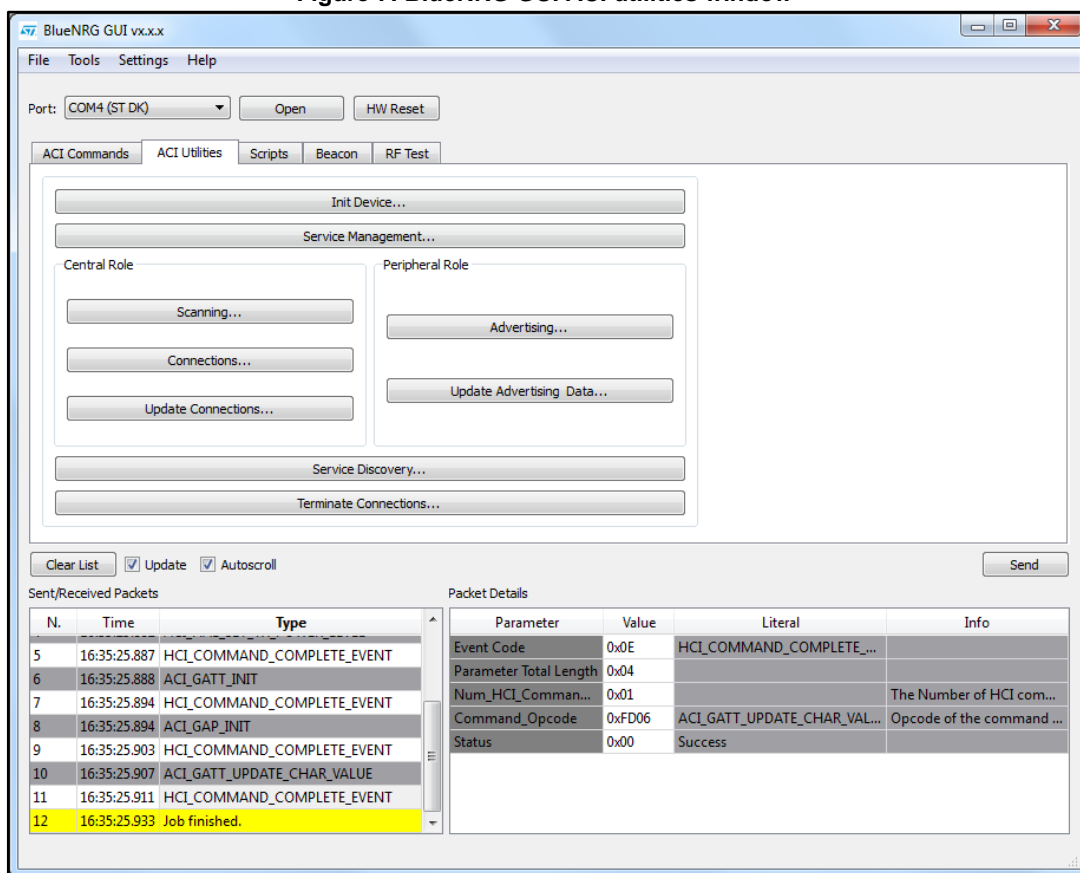 BlueNRG GUI vx.x.x
File Tools Settings Help
Port: COM4 (ST DK) Open HW Reset
ACI Commands ACI Utilities Scripts Beacon RF Test
Init Device...
Service Management...
Central Role
Scanning...
Connections...
Update Connections...
Peripheral Role
Advertising...
Update Advertising Data...
Service Discovery...
Terminate Connections...
Clear List Update Autoscroll Send
Sent/Received Packets
N. Time Type
5 16:35:25.887 HCI_COMMAND_COMPLETE_EVENT
6 16:35:25.888 ACI_GATT_INIT
7 16:35:25.894 HCI_COMMAND_COMPLETE_EVENT
8 16:35:25.894 ACI_GAP_INIT
9 16:35:25.903 HCI_COMMAND_COMPLETE_EVENT
10 16:35:25.907 ACI_GATT_UPDATE_CHAR_VALUE
11 16:35:25.911 HCI_COMMAND_COMPLETE_EVENT
12 16:35:25.933 Job finished.
Packet Details
Parameter Value Literal Info
Event Code 0x0E HCI_COMMAND_COMPLETE_...
Parameter Total Length 0x04
Num_HCI_Comman... 0x01 The Number of HCI com...
Command_Opcode 0xFD06 ACI_GATT_UPDATE_CHAR_VAL... Opcode of the command ...
Status 0x00 Success